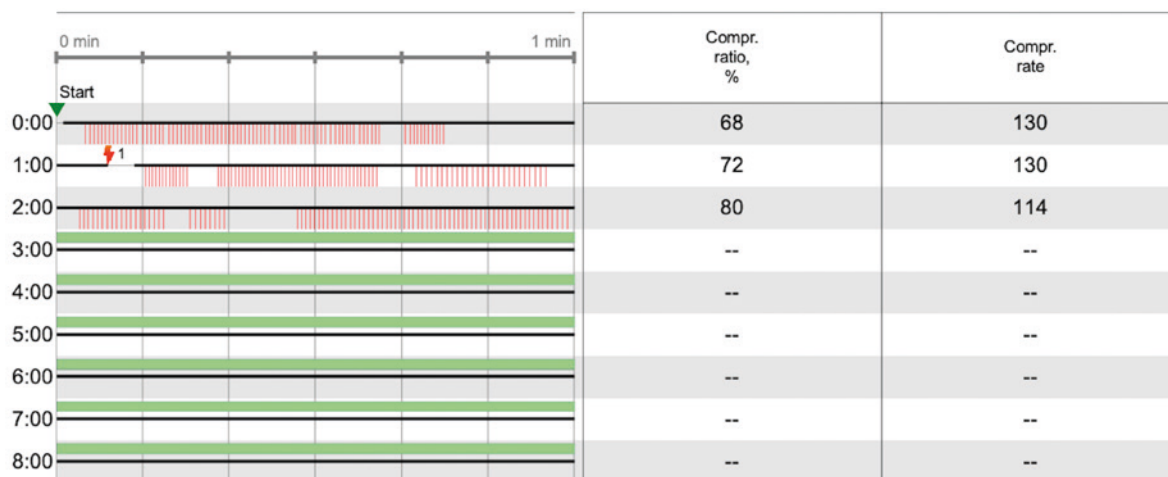 0 min
1 min
Compr.
ratio,
%
Compr.
rate
Start
0:00 68 130
1
1:00 72 130
2:00 80 114
3:00 -- --
4:00 -- --
5:00 -- --
6:00 -- --
7:00 -- --
8:00 -- --